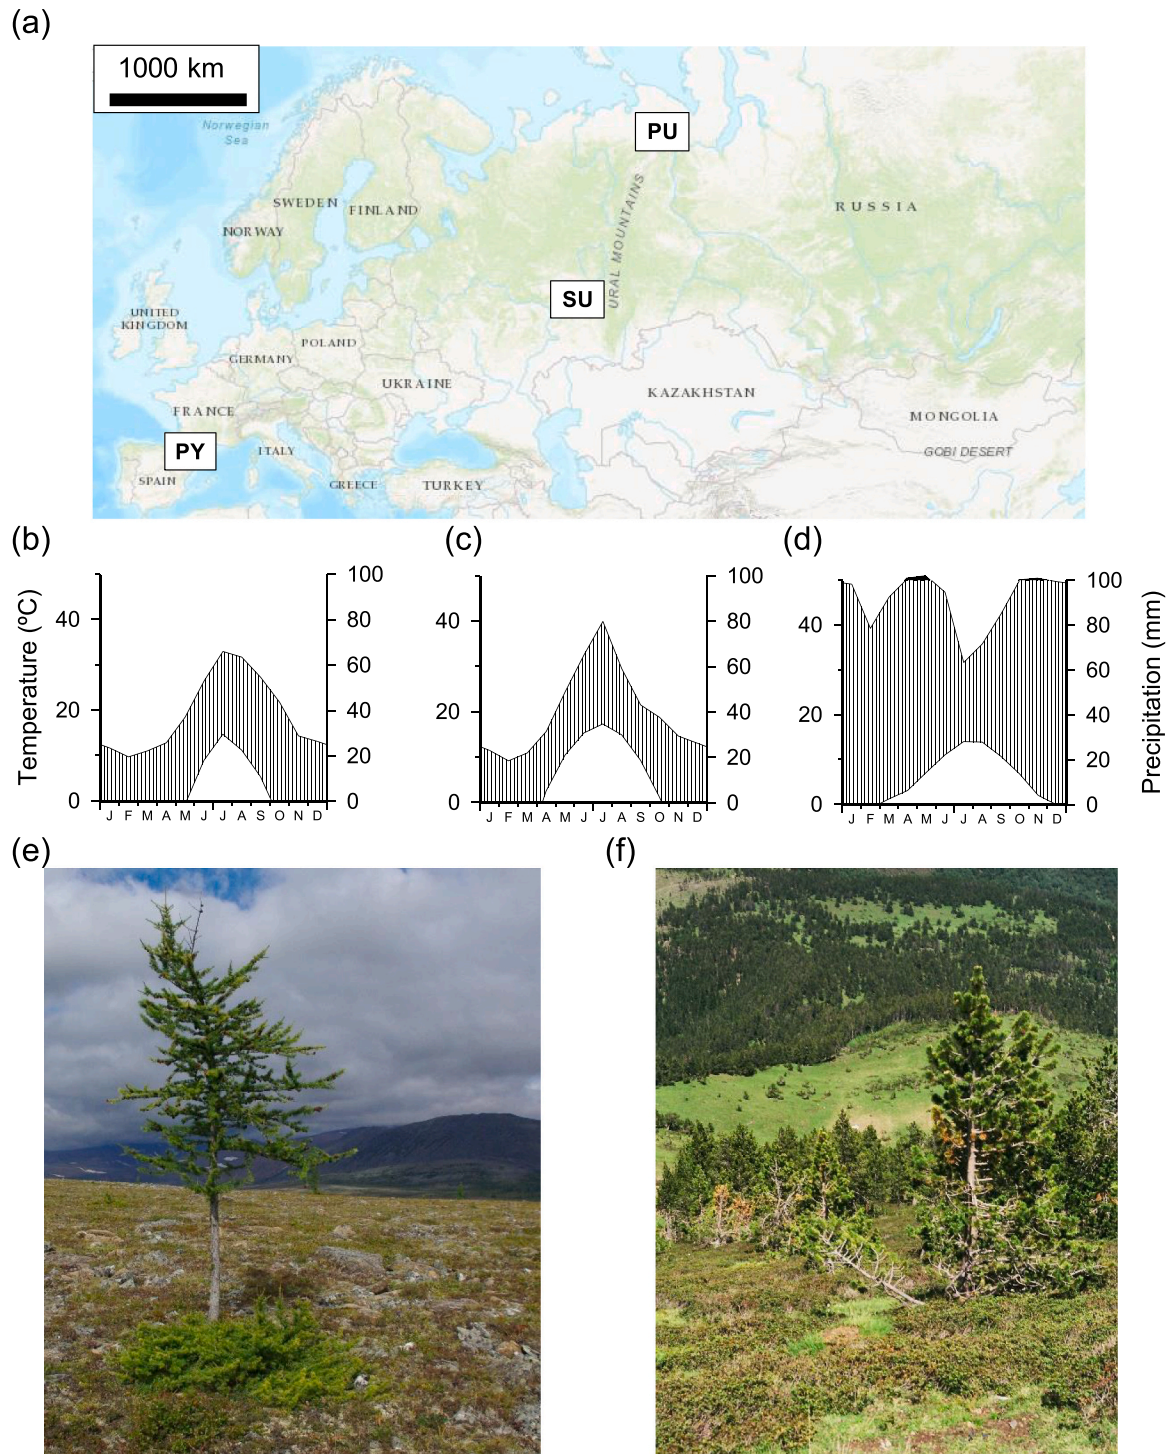 (a)
1000 km
Norwegian
Sea
PU
SWEDEN
FINLAND
NORWAY
RUSSIA
URAL MOUNTAINS
SU
UNITED
KINGDOM
POLAND
GERMANY
UKRAINE
KAZAKHSTAN
FRANCE
MONGOLIA
PY
ITALY
GOBI DESERT
SPAIN
GREECE
TURKEY
(b)
Temperature (ºC)
40
20
0
100
80
60
40
20
0
J F M A M J J A S O N D
(c)
40
20
0
100
80
60
40
20
0
J F M A M J J A S O N D
(d)
40
20
0
100
80
60
40
20
0
Precipitation (mm)
J F M A M J J A S O N D
(e)
(f)